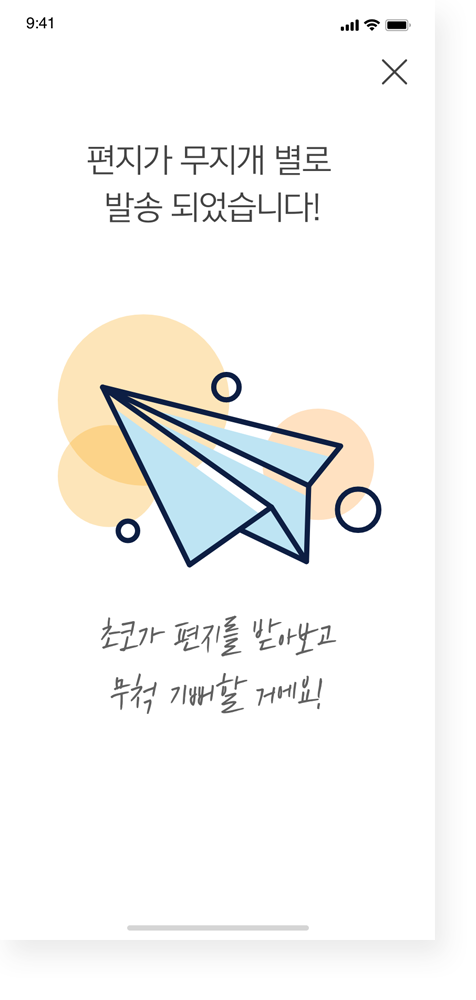 9:41
편지가 무지개 별로
발송 되었습니다!
초코가 편지를 받아보고
무척 기뻐할 거에요!